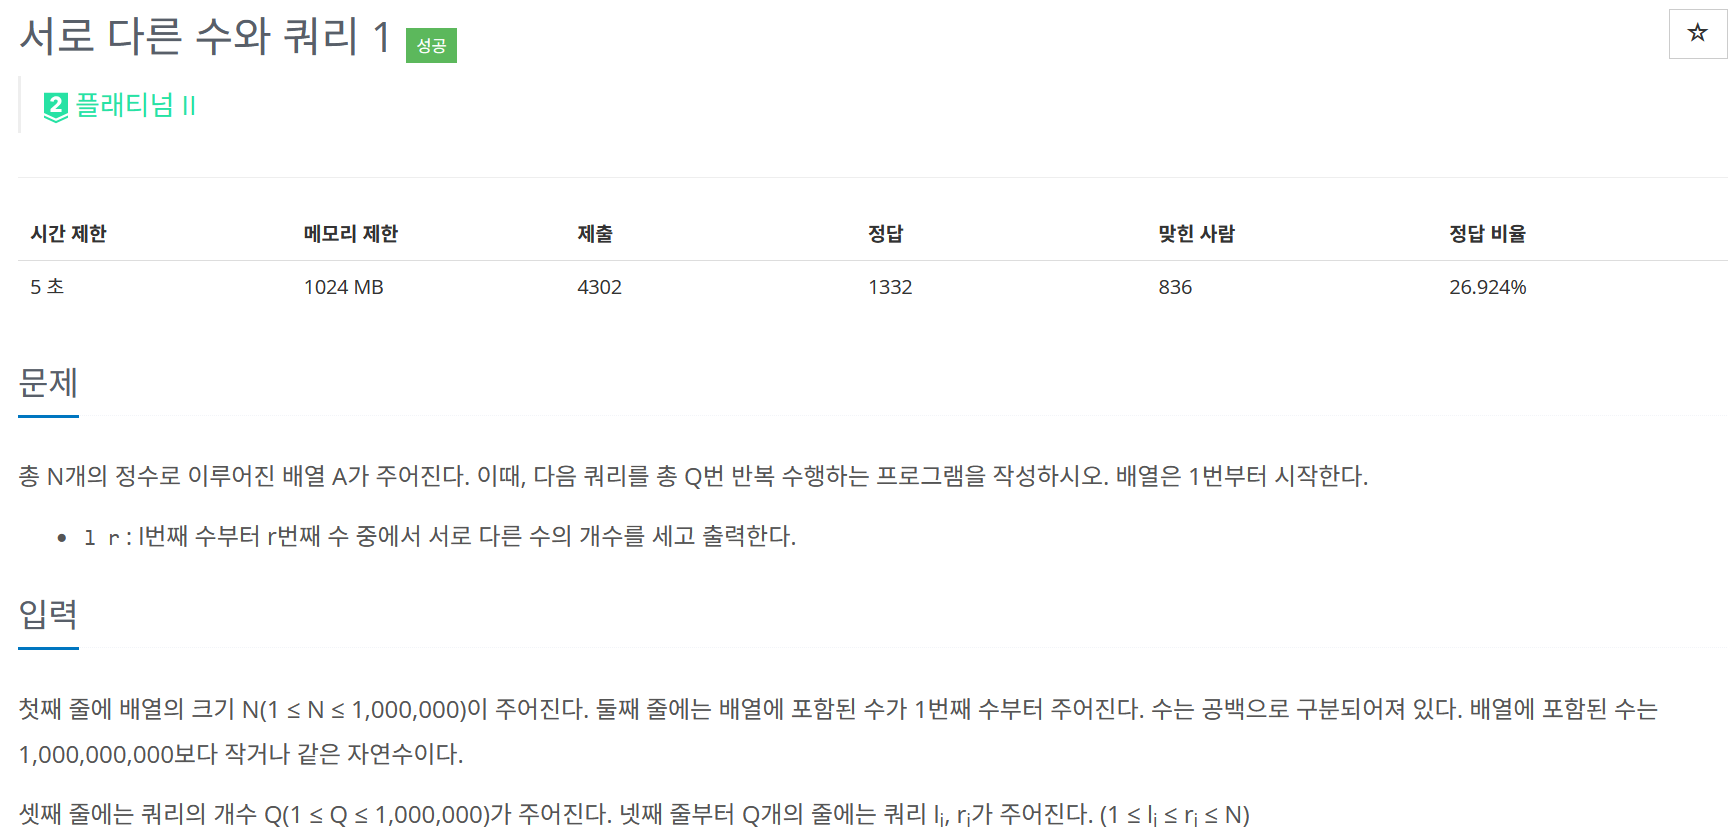 서로 다른 수와 쿼리 1 성공
2 플래티넘 II
시간 제한 메모리 제한 제출 정답 맞힌 사람 정답 비율
5 초 1024 MB 4302 1332 836 26.924%
문제
총 N개의 정수로 이루어진 배열 A가 주어진다. 이때, 다음 쿼리를 총 Q번 반복 수행하는 프로그램을 작성하시오. 배열은 1번부터 시작한다.
• l r : l번째 수부터 r번째 수 중에서 서로 다른 수의 개수를 세고 출력한다.
입력
첫째 줄에 배열의 크기 N(1 ≤ N ≤ 1,000,000)이 주어진다. 둘째 줄에는 배열에 포함된 수가 1번째 수부터 주어진다. 수는 공백으로 구분되어져 있다. 배열에 포함된 수는
1,000,000,000보다 작거나 같은 자연수이다.
셋째 줄에는 쿼리의 개수 Q(1 ≤ Q ≤ 1,000,000)가 주어진다. 넷째 줄부터 Q개의 줄에는 쿼리 li, ri가 주어진다. (1 ≤ li ≤ ri ≤ N)